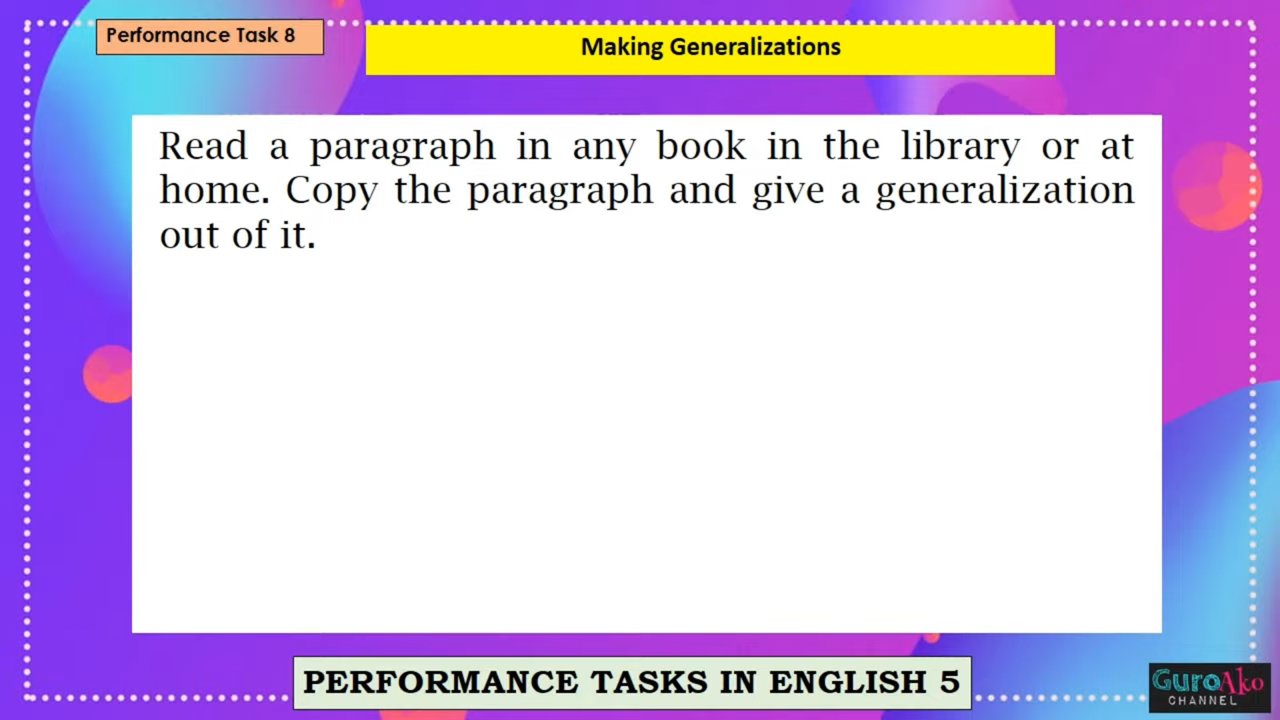 Performance Task 8
Making Generalizations
Read a paragraph in any book in the library or at
home. Copy the paragraph and give a generalization
out of it.
PERFORMANCE TASKS IN ENGLISH 5
GuroAko
CHANNEL